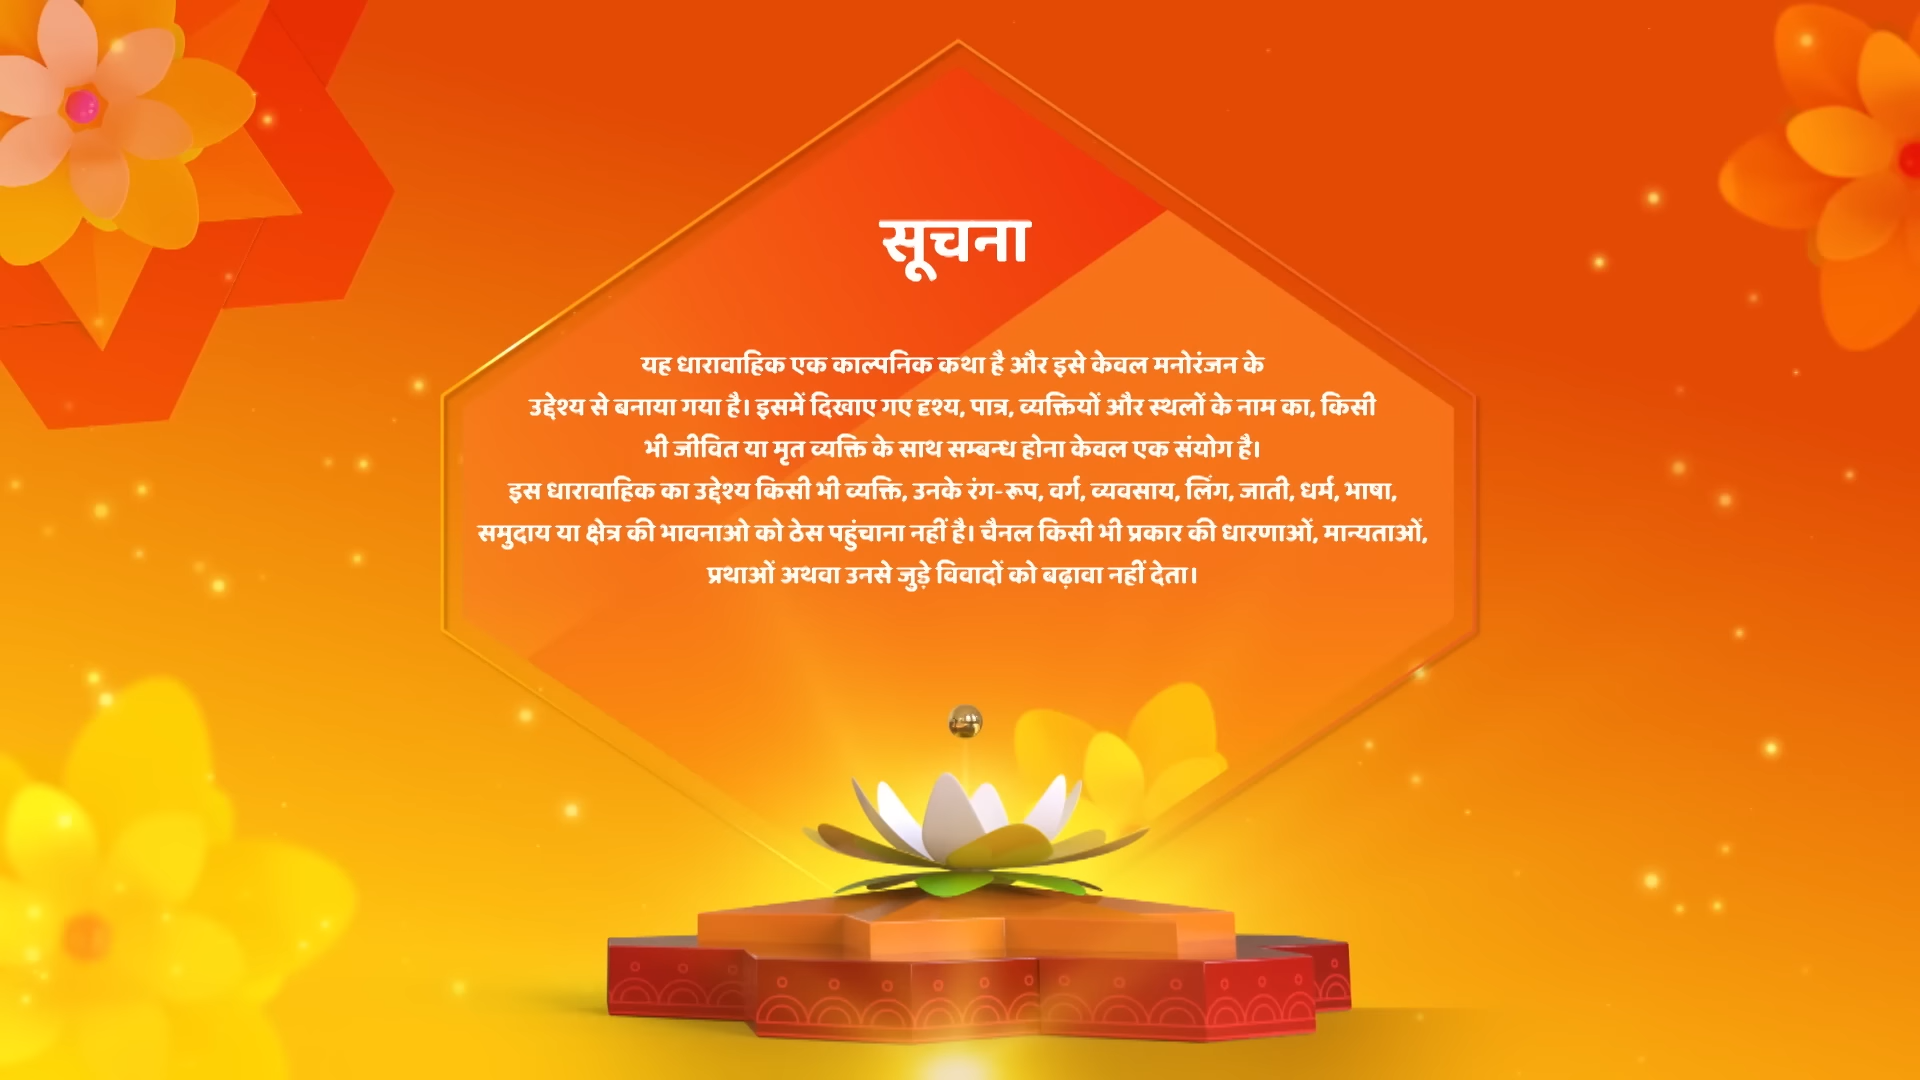 सूचना
यह धारावाहिक एक काल्पनिक कथा है और इसे केवल मनोरंजन के
उद्देश्य से बनाया गया है। इसमें दिखाए गए दृश्य, पात्र, व्यक्तियों और स्थलों के नाम का, किसी
भी जीवित या मृत व्यक्ति के साथ सम्बन्ध होना केवल एक संयोग है।
इस धारावाहिक का उद्देश्य किसी भी व्यक्ति, उनके रंग-रूप, वर्ग, व्यवसाय, लिंग, जाती, धर्म, भाषा,
समुदाय या क्षेत्र की भावनाओ को ठेस पहुंचाना नहीं है। चैनल किसी भी प्रकार की धारणाओं, मान्यताओं,
प्रथाओं अथवा उनसे जुड़े विवादों को बढ़ावा नहीं देता।